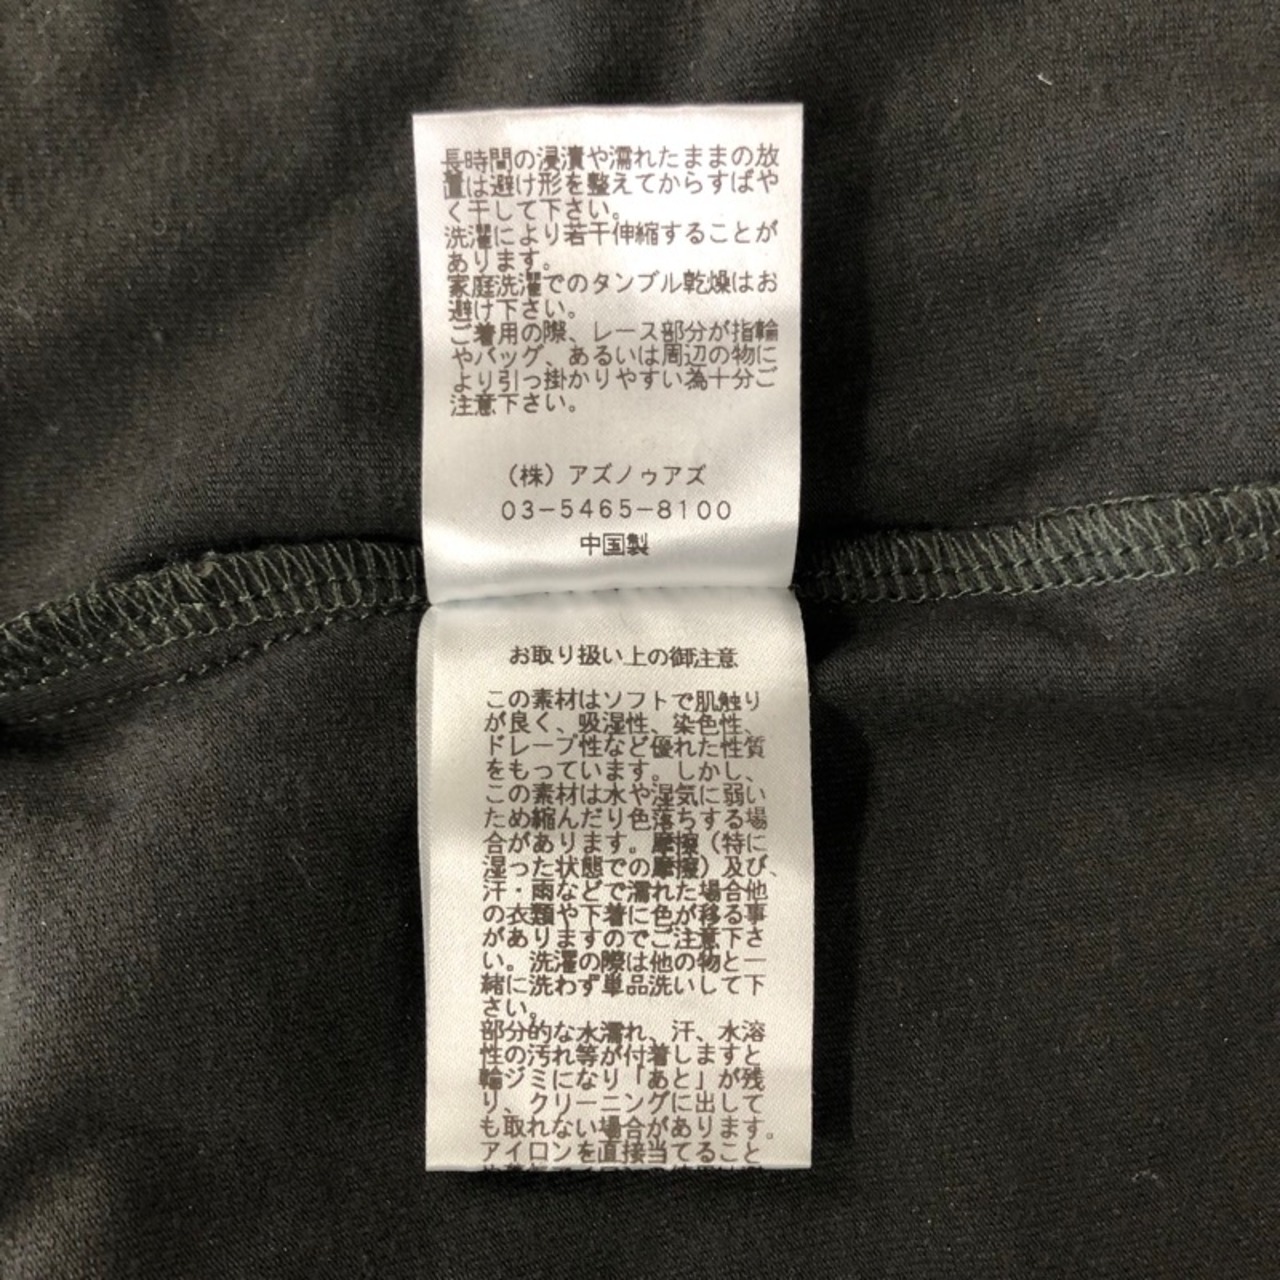 長時間の浸漬や濡れたままの放
置は避け形を整えてからすばや
く干して下さい。
洗濯により若干伸縮することが
あります。
家庭洗濯でのタンブル乾燥はお
避け下さい。
ご着用の際、レース部分が指輪
やバッグ、あるいは周辺の物に
より引っ掛かりやすい為十分ご
注意下さい。
（株）アズノゥアズ
03-5465-8100
中国製
お取り扱い上の御注意
この素材はソフトで肌触り
が良く、吸湿性、染色性、
ドレープ性など優れた性質
をもっています。しかし、
この素材は水や湿気に弱い
ため縮んだり色落ちする場
合があります。摩擦（特に
湿った状態での摩擦）及び、
汗・雨などで濡れた場合他
の衣類や下着に色が移る事
がありますのでご注意下さ
い。洗濯の際は他の物と一
緒に洗わず単品洗いして下
さい。
部分的な水濡れ、汗、水溶
性の汚れ等が付着しますと
輪ジミになり「あと」が残
り、クリーニングに出して
も取れない場合があります。
アイロンを直接当てること